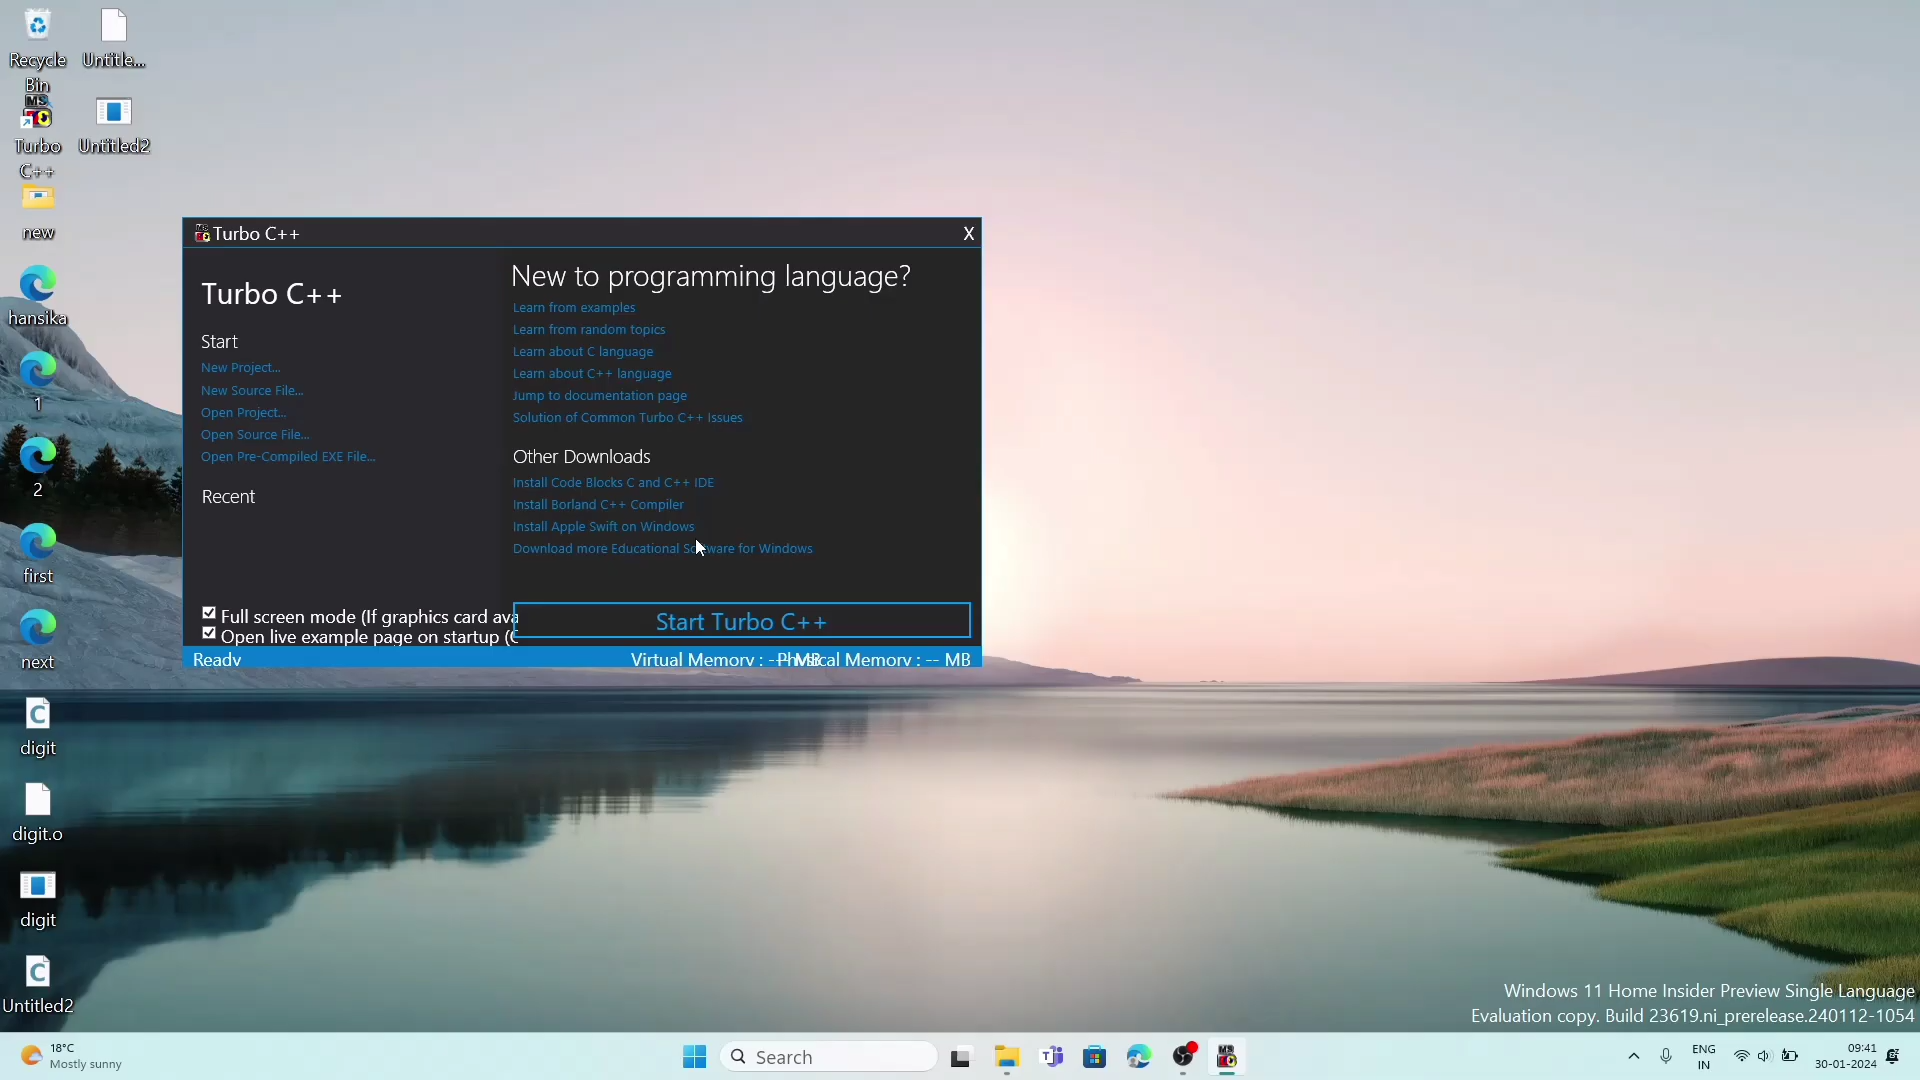 Recycle
Bin
Untitle...
Turbo
C++
Untitled2
new
hansika
1
2
first
next
digit
digit.o
digit
Untitled2
Turbo C++
X
Turbo C++
Start
New Project...
New Source File...
Open Project...
Open Source File...
Open Pre-Compiled EXE File...
Recent
New to programming language?
Learn from examples
Learn from random topics
Learn about C language
Learn about C++ language
Jump to documentation page
Solution of Common Turbo C++ Issues
Other Downloads
Install Code Blocks C and C++ IDE
Install Borland C++ Compiler
Install Apple Swift on Windows
Download more Educational Software for Windows
Full screen mode (If graphics card ava
Open live example page on startup (
Start Turbo C++
Ready
Virtual Memory : -- MB
Physical Memory : -- MB
Windows 11 Home Insider Preview Single Language
Evaluation copy. Build 23619.ni_prerelease.240112-1054
18°C
Mostly sunny
Search
ENG
IN
09:41
30-01-2024